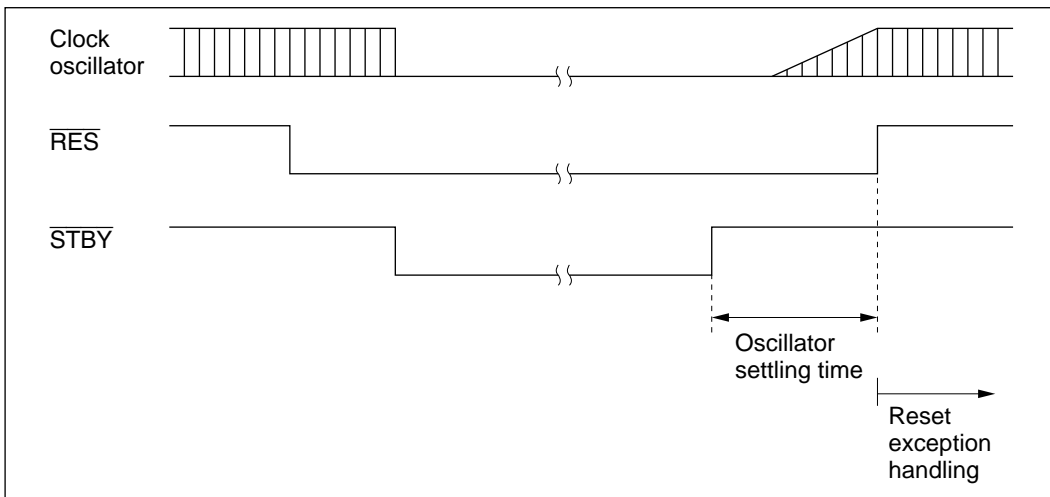 Clock
oscillator
RES
STBY
Oscillator
settling time
Reset
exception
handling